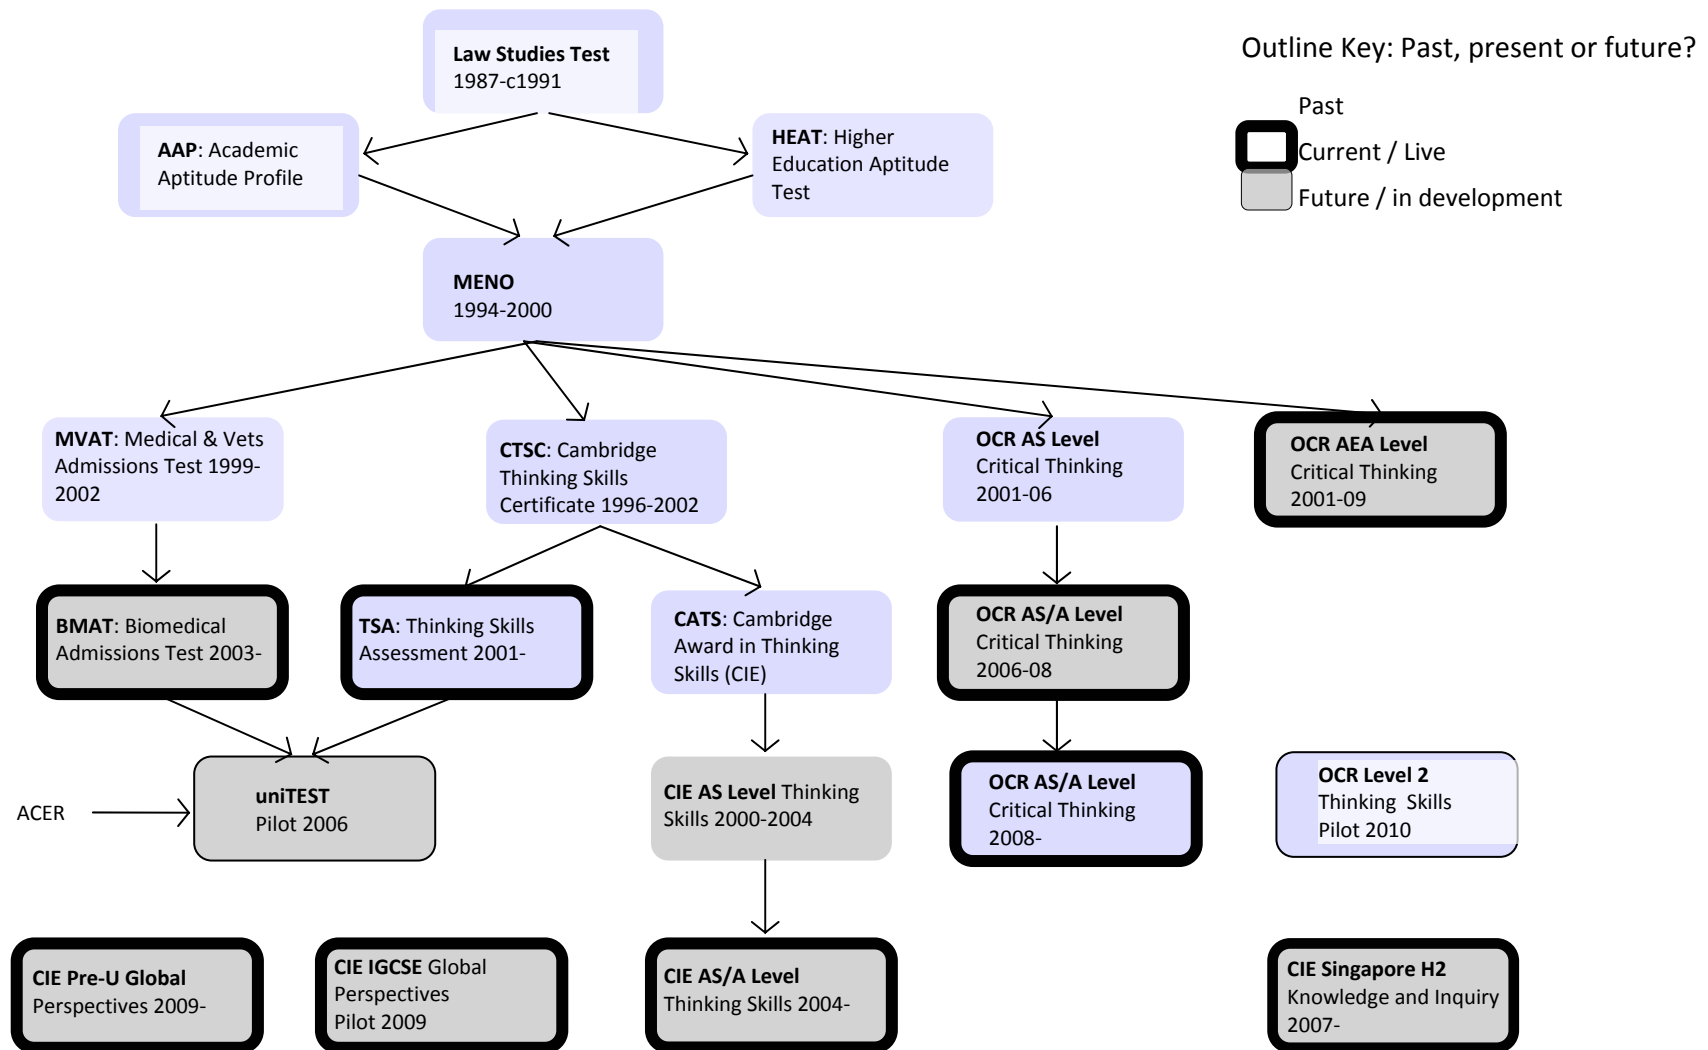 Law Studies Test
1987-c1991
Outline Key: Past, present or future?
Past
Current / Live
Future / in development
AAP: Academic
Aptitude Profile
HEAT: Higher
Education Aptitude
Test
MENO
1994-2000
MVAT: Medical & Vets
Admissions Test 1999-
2002
CTSC: Cambridge
Thinking Skills
Certificate 1996-2002
OCR AS Level
Critical Thinking
2001-06
OCR AEA Level
Critical Thinking
2001-09
BMAT: Biomedical
Admissions Test 2003-
TSA: Thinking Skills
Assessment 2001-
CATS: Cambridge
Award in Thinking
Skills (CIE)
OCR AS/A Level
Critical Thinking
2006-08
ACER
uniTEST
Pilot 2006
CIE AS Level Thinking
Skills 2000-2004
OCR AS/A Level
Critical Thinking
2008-
OCR Level 2
Thinking Skills
Pilot 2010
CIE Pre-U Global
Perspectives 2009-
CIE IGCSE Global
Perspectives
Pilot 2009
CIE AS/A Level
Thinking Skills 2004-
CIE Singapore H2
Knowledge and Inquiry
2007-